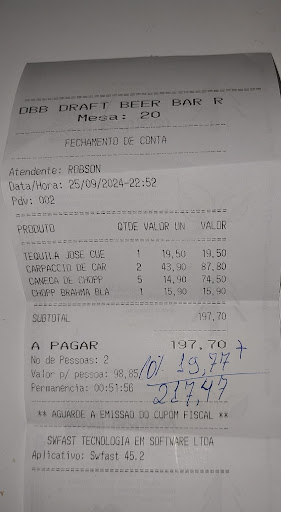 DBB DRAFT BEER BAR R
Mesa: 20
FECHAMENTO DE CONTA
Atendente: ROBSON
Data/Hora: 25/09/2024-22:52
Pdv: 002
PRODUTO QTDE VALOR UN VALOR
TEQUILA JOSE CUE 1 19,50 19,50
CARPACCIO DE CAR 2 43,90 87,80
CANECA DE CHOPP 5 14,90 74,50
CHOPP BRAHMA BLA 1 15,90 15,90
SUBTOTAL 197,70
A PAGAR 197.70 +
No de Pessoas: 2
Valor p/ pessoa: 98,85 19,77
Permanência: 00:51:56 217,47
** AGUARDE A EMISSAO DO CUPOM FISCAL **
SWFAST TECNOLOGIA EM SOFTWARE LTDA
Aplicativo: Swfast 45.2